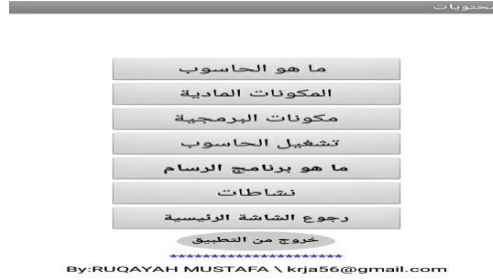 محتويات
ما هو الحاسوب
المكونات المادية
مكونات البرمجية
تشغيل الحاسوب
ما هو برنامج الرسام
نشاطات
رجوع الشاشة الرئيسية
خروج من التطبيق
**********************
By:RUQAYAH MUSTAFA \ krja56@gmail.com